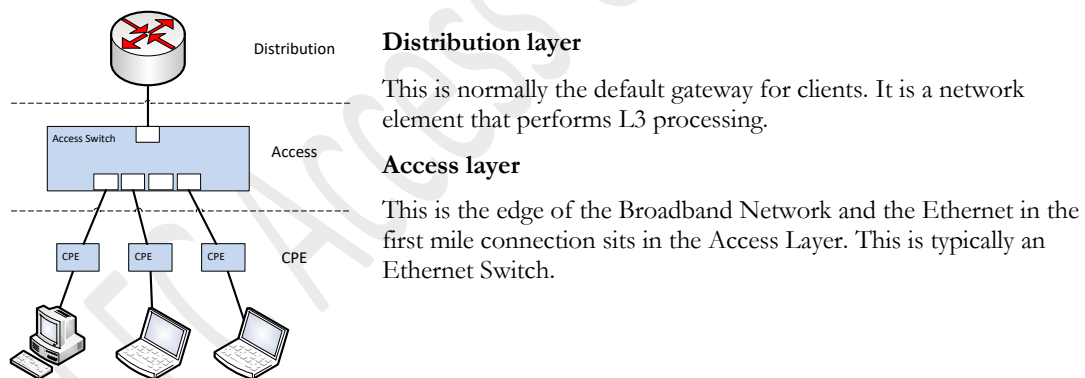 Distribution
Access Switch
Access
CPE
CPE
CPE
CPE
Distribution layer
This is normally the default gateway for clients. It is a network
element that performs L3 processing.
Access layer
This is the edge of the Broadband Network and the Ethernet in the
first mile connection sits in the Access Layer. This is typically an
Ethernet Switch.